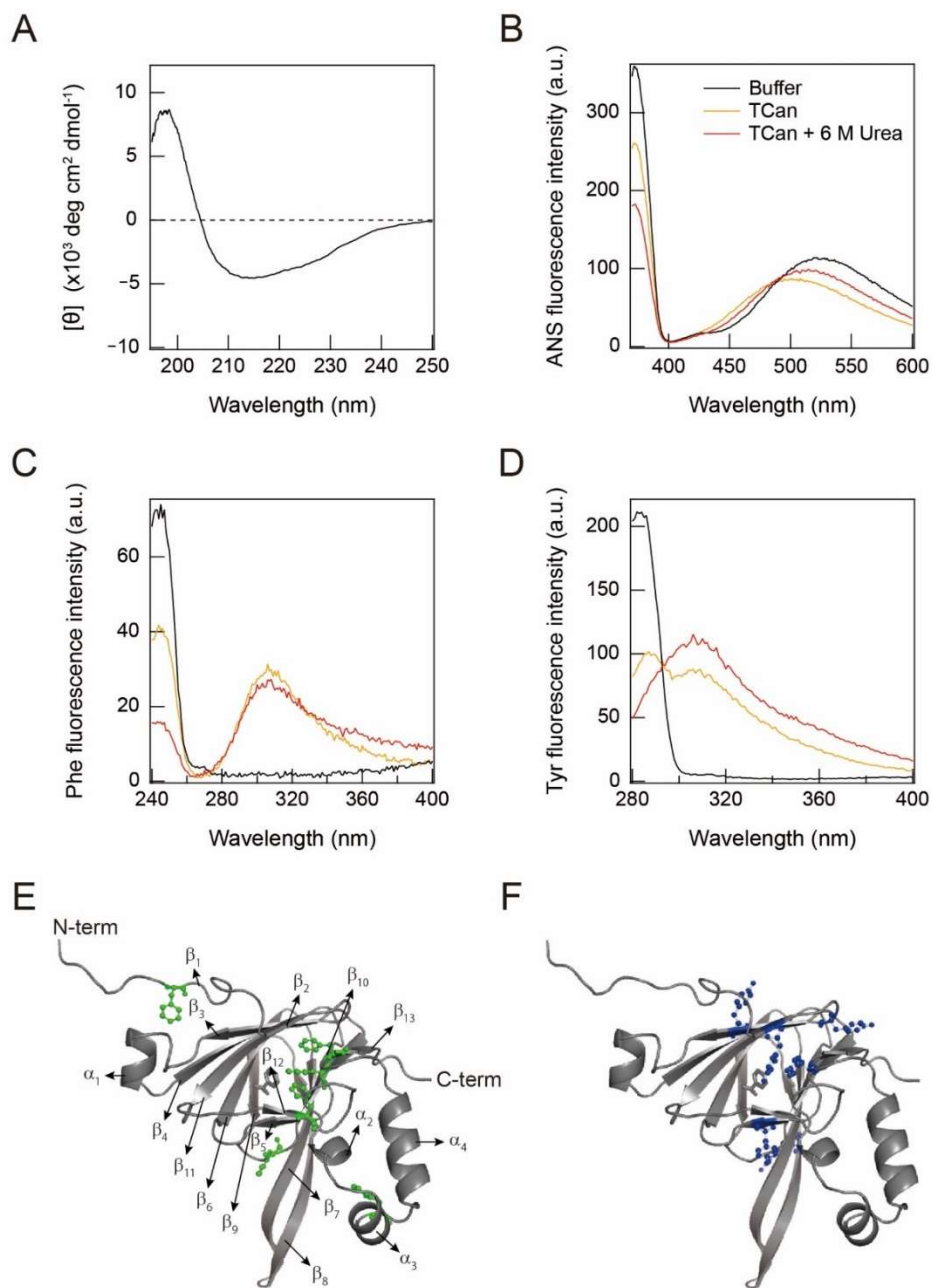 A
[θ] (x10³ deg cm² dmol⁻¹)
10
5
0
−5
−10
200
210
220
230
240
250
Wavelength (nm)
B
ANS fluorescence intensity (a.u.)
300
200
100
0
Buffer
TCan
TCan + 6 M Urea
400
450
500
550
600
Wavelength (nm)
C
Phe fluorescence intensity (a.u.)
60
40
20
0
240
280
320
360
400
Wavelength (nm)
D
Tyr fluorescence intensity (a.u.)
200
150
100
50
0
280
320
360
400
Wavelength (nm)
E
N-term
β₁
β₂
β₁₀
β₃
β₁₃
β₁₂
C-term
α₁
β₄
β₅
α₂
α₄
β₁₁
β₆
β₉
β₇
α₃
β₈
F